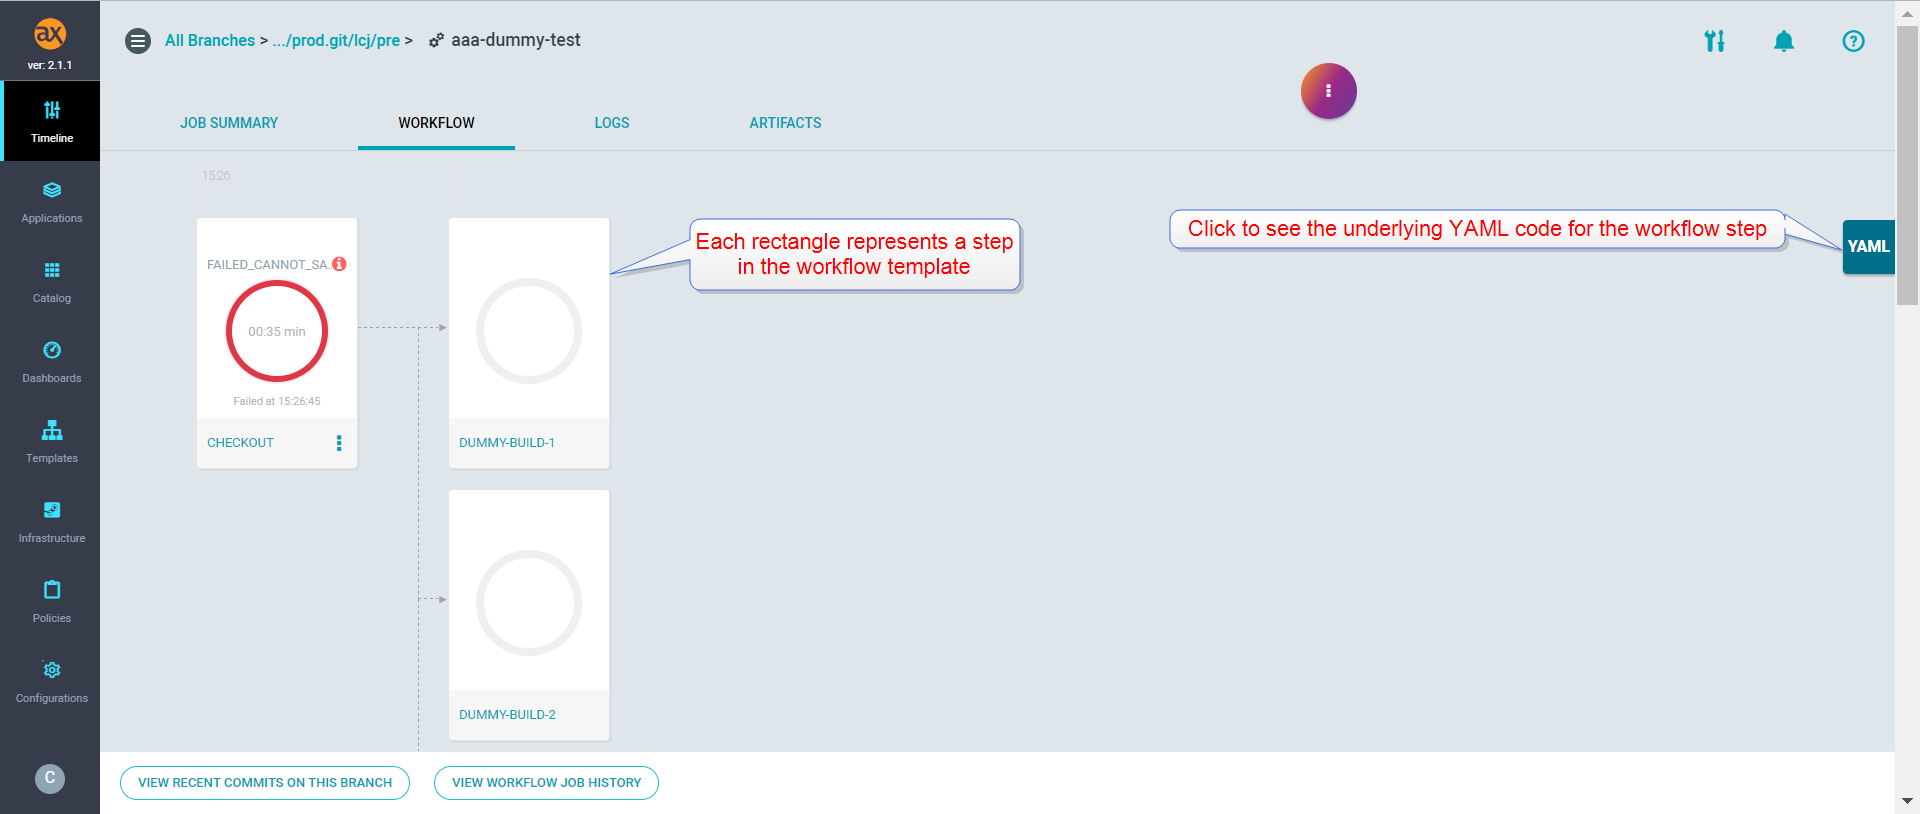 ax
ver: 2.1.1
Timeline
Applications
Catalog
Dashboards
Templates
Infrastructure
Policies
Configurations
C
All Branches > .../prod.git/lcj/pre > aaa-dummy-test
JOB SUMMARY
WORKFLOW
LOGS
ARTIFACTS
15:26
FAILED_CANNOT_SA..
00:35 min
Failed at 15:26:45
CHECKOUT
DUMMY-BUILD-1
DUMMY-BUILD-2
Each rectangle represents a step
in the workflow template
Click to see the underlying YAML code for the workflow step
YAML
VIEW RECENT COMMITS ON THIS BRANCH
VIEW WORKFLOW JOB HISTORY